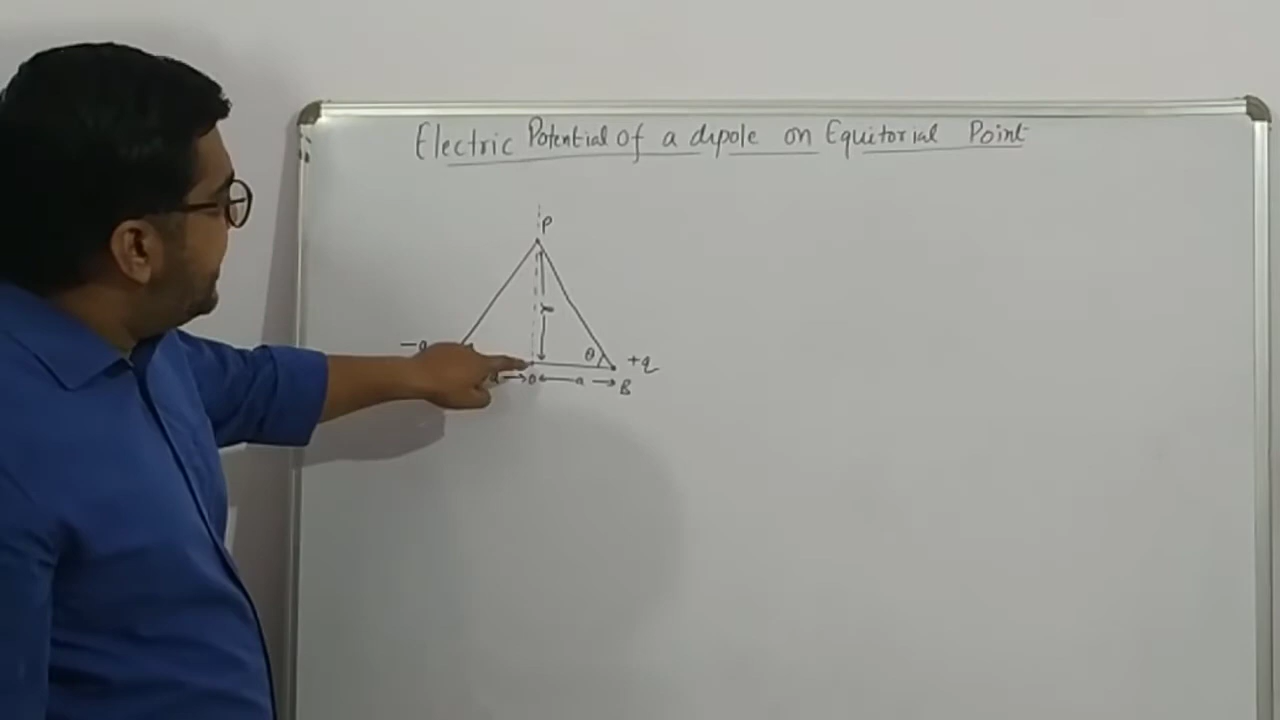 Electric Potential of a dipole on Equitorial Point
P
r
θ
-q +q
a O a B